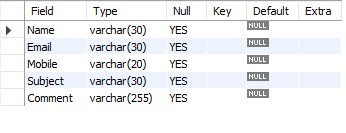 Field Type Null Key Default Extra
Name varchar(30) YES NULL
Email varchar(30) YES NULL
Mobile varchar(20) YES NULL
Subject varchar(30) YES NULL
Comment varchar(255) YES NULL